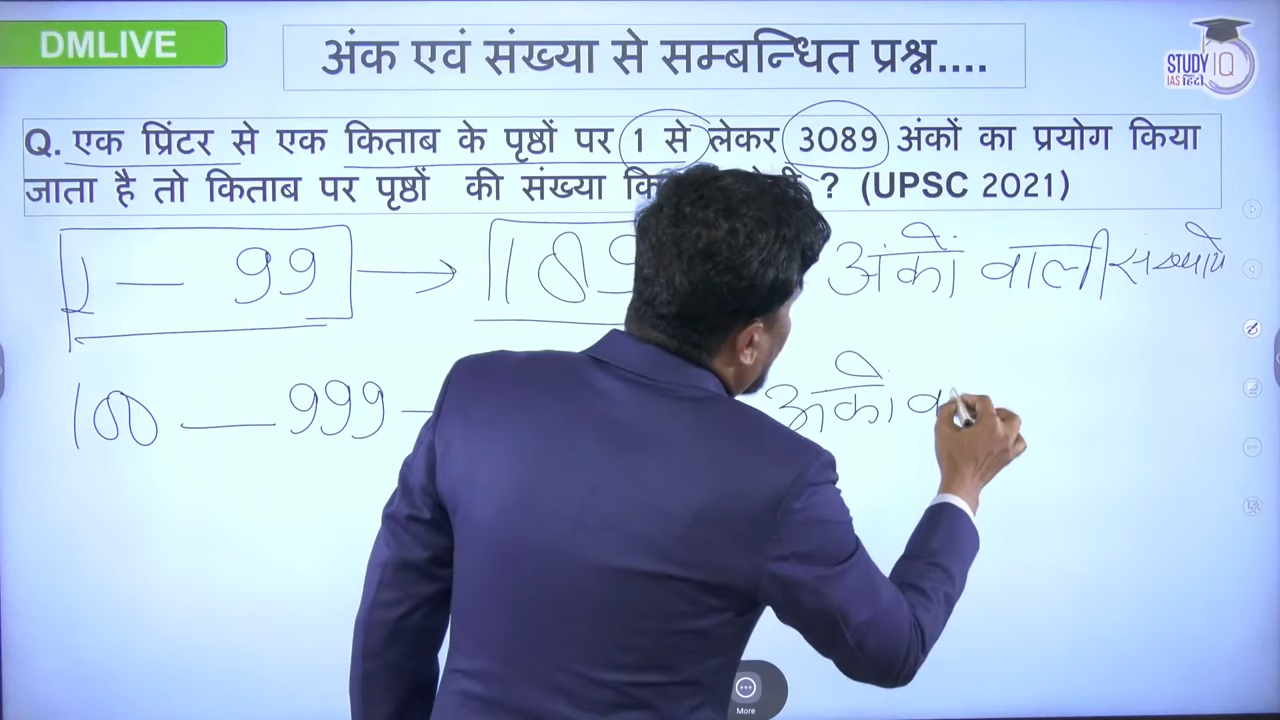 DMLIVE
अंक एवं संख्या से सम्बन्धित प्रश्न....
STUDY IQ
IAS हिंदी
Q. एक प्रिंटर से एक किताब के पृष्ठों पर 1 से लेकर 3089 अंकों का प्रयोग किया
जाता है तो किताब पर पृष्ठों की संख्या ? (UPSC 2021)
1 — 99 → 189 अंकों वाली संख्याये
100 — 999 — अंको
More